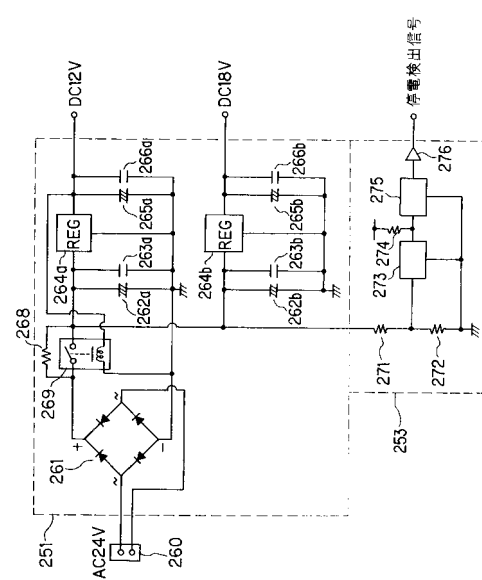 251
AC24V
260
261
+
−
~
~
269
268
262a
263a
264a
REG
265a
266a
DC12V
262b
263b
264b
REG
265b
266b
DC18V
253
271
272
273
274
275
276
停電検出信号